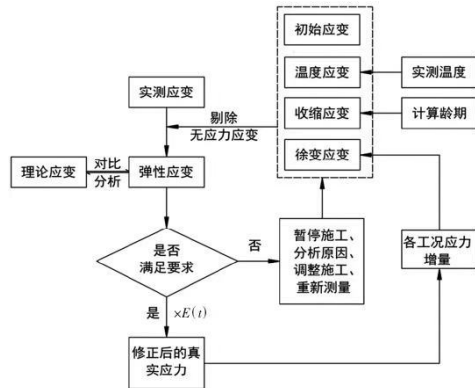 初始应变
温度应变
实测温度
实测应变
收缩应变
计算龄期
剔除
无应力应变
徐变应变
理论应变
对比
分析
弹性应变
是否
满足要求
否
暂停施工、
分析原因、
调整施工、
重新测量
各工况应力
增量
是 ×E(t)
修正后的真
实应力